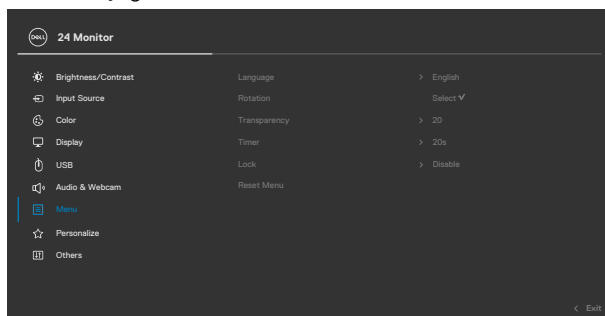 DELL 24 Monitor
Brightness/Contrast Language > English
Input Source Rotation Select ✓
Color Transparency > 20
Display Timer > 20s
USB Lock > Disable
Audio & Webcam Reset Menu
Menu
Personalize
Others
< Exit